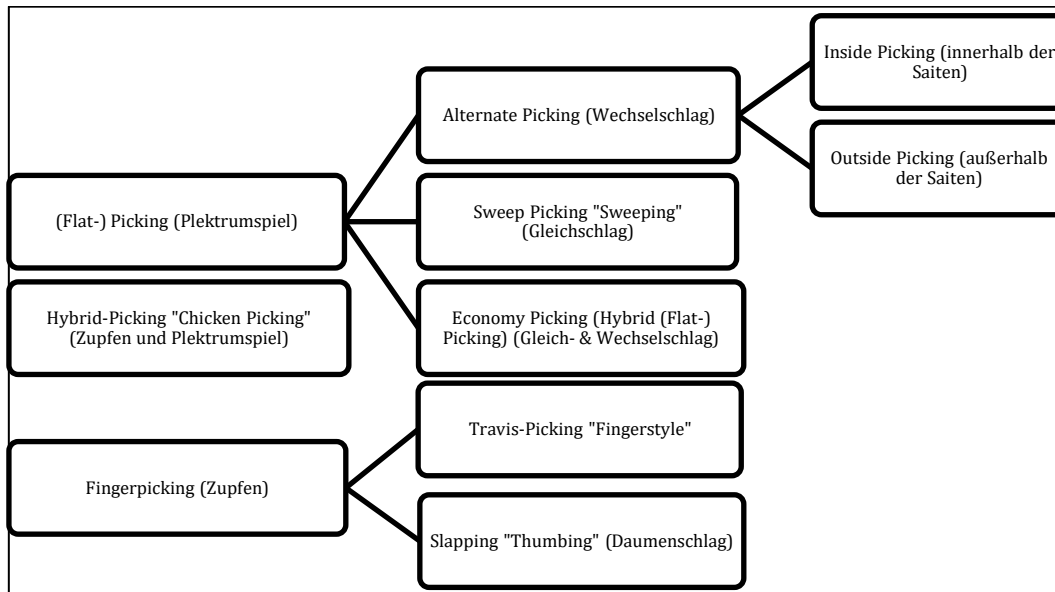 (Flat-) Picking (Plektrumspiel)
Alternate Picking (Wechselschlag)
Inside Picking (innerhalb der
Saiten)
Outside Picking (außerhalb
der Saiten)
Sweep Picking "Sweeping"
(Gleichschlag)
Economy Picking (Hybrid (Flat-)
Picking) (Gleich- & Wechselschlag)
Hybrid-Picking "Chicken Picking"
(Zupfen und Plektrumspiel)
Fingerpicking (Zupfen)
Travis-Picking "Fingerstyle"
Slapping "Thumbing" (Daumenschlag)